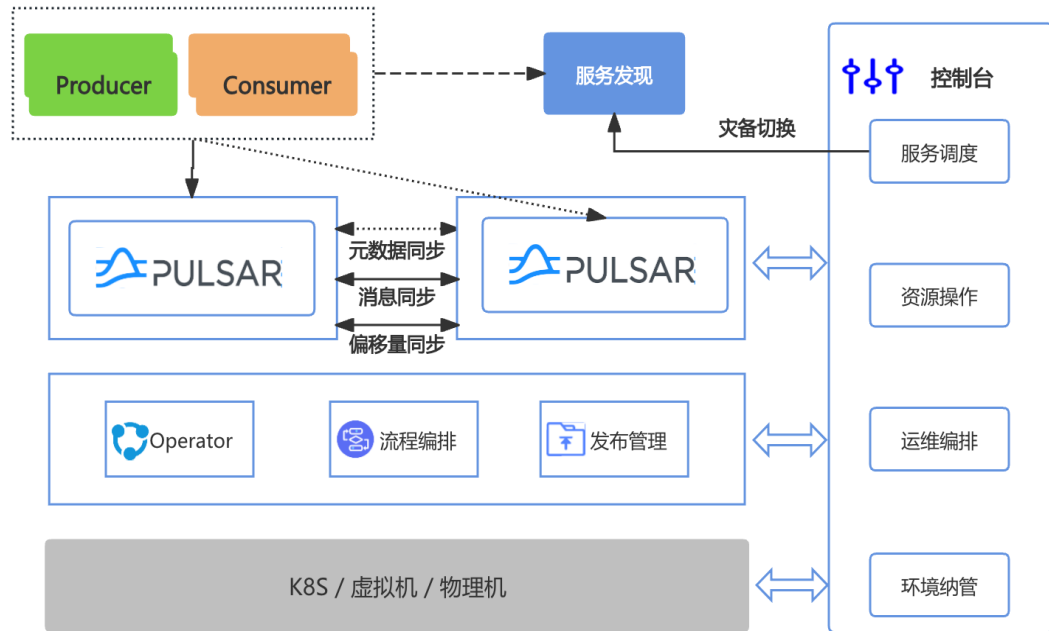 Producer
Consumer
服务发现
控制台
灾备切换
服务调度
PULSAR
元数据同步
消息同步
偏移量同步
PULSAR
资源操作
Operator
流程编排
发布管理
运维编排
K8S / 虚拟机 / 物理机
环境纳管